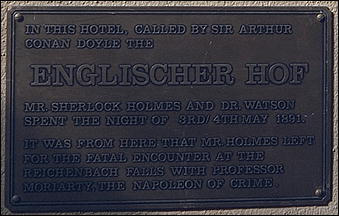 IN THIS HOTEL, CALLED BY SIR ARTHUR
CONAN DOYLE THE
ENGLISCHER HOF
MR. SHERLOCK HOLMES AND DR. WATSON
SPENT THE NIGHT OF 3RD/4TH MAY 1891.
IT WAS FROM HERE THAT MR. HOLMES LEFT
FOR THE FATAL ENCOUNTER AT THE
REICHENBACH FALLS WITH PROFESSOR
MORIARTY, THE NAPOLEON OF CRIME.